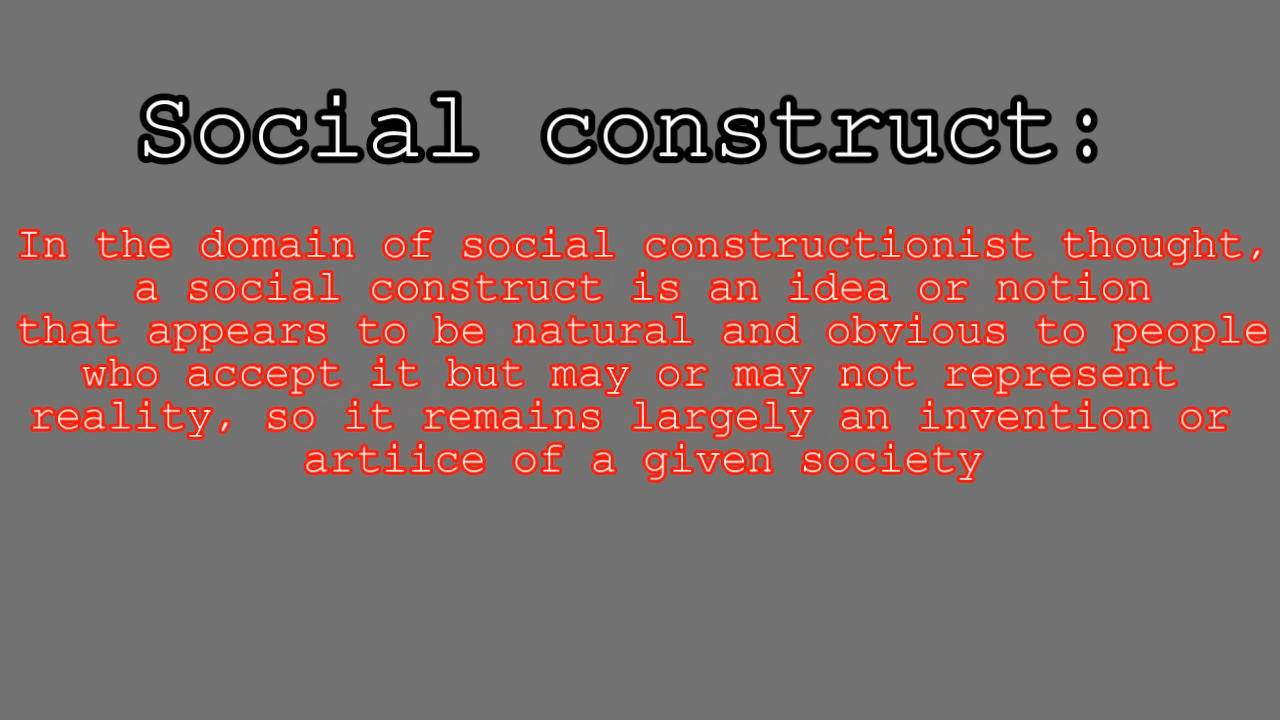 Social construct:
In the domain of social constructionist thought,
a social construct is an idea or notion
that appears to be natural and obvious to people
who accept it but may or may not represent
reality, so it remains largely an invention or
artiice of a given society